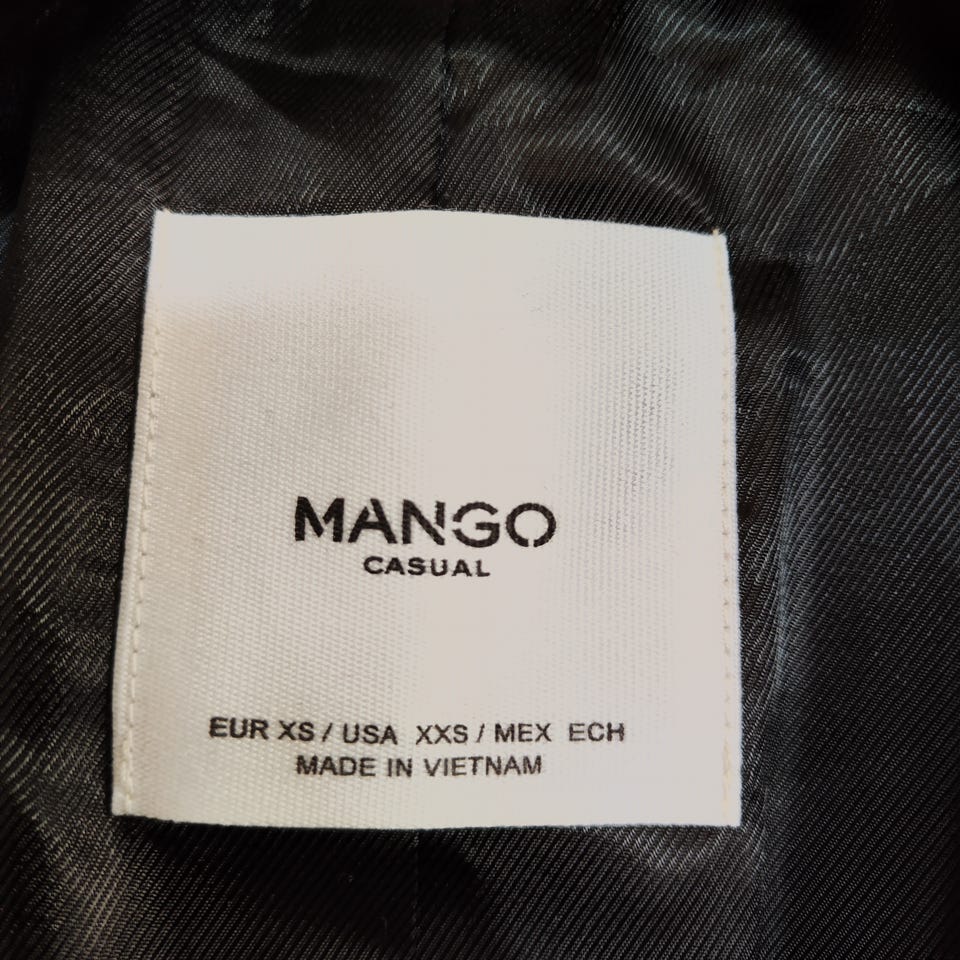 MANGO
CASUAL
EUR XS / USA XXS / MEX ECH
MADE IN VIETNAM